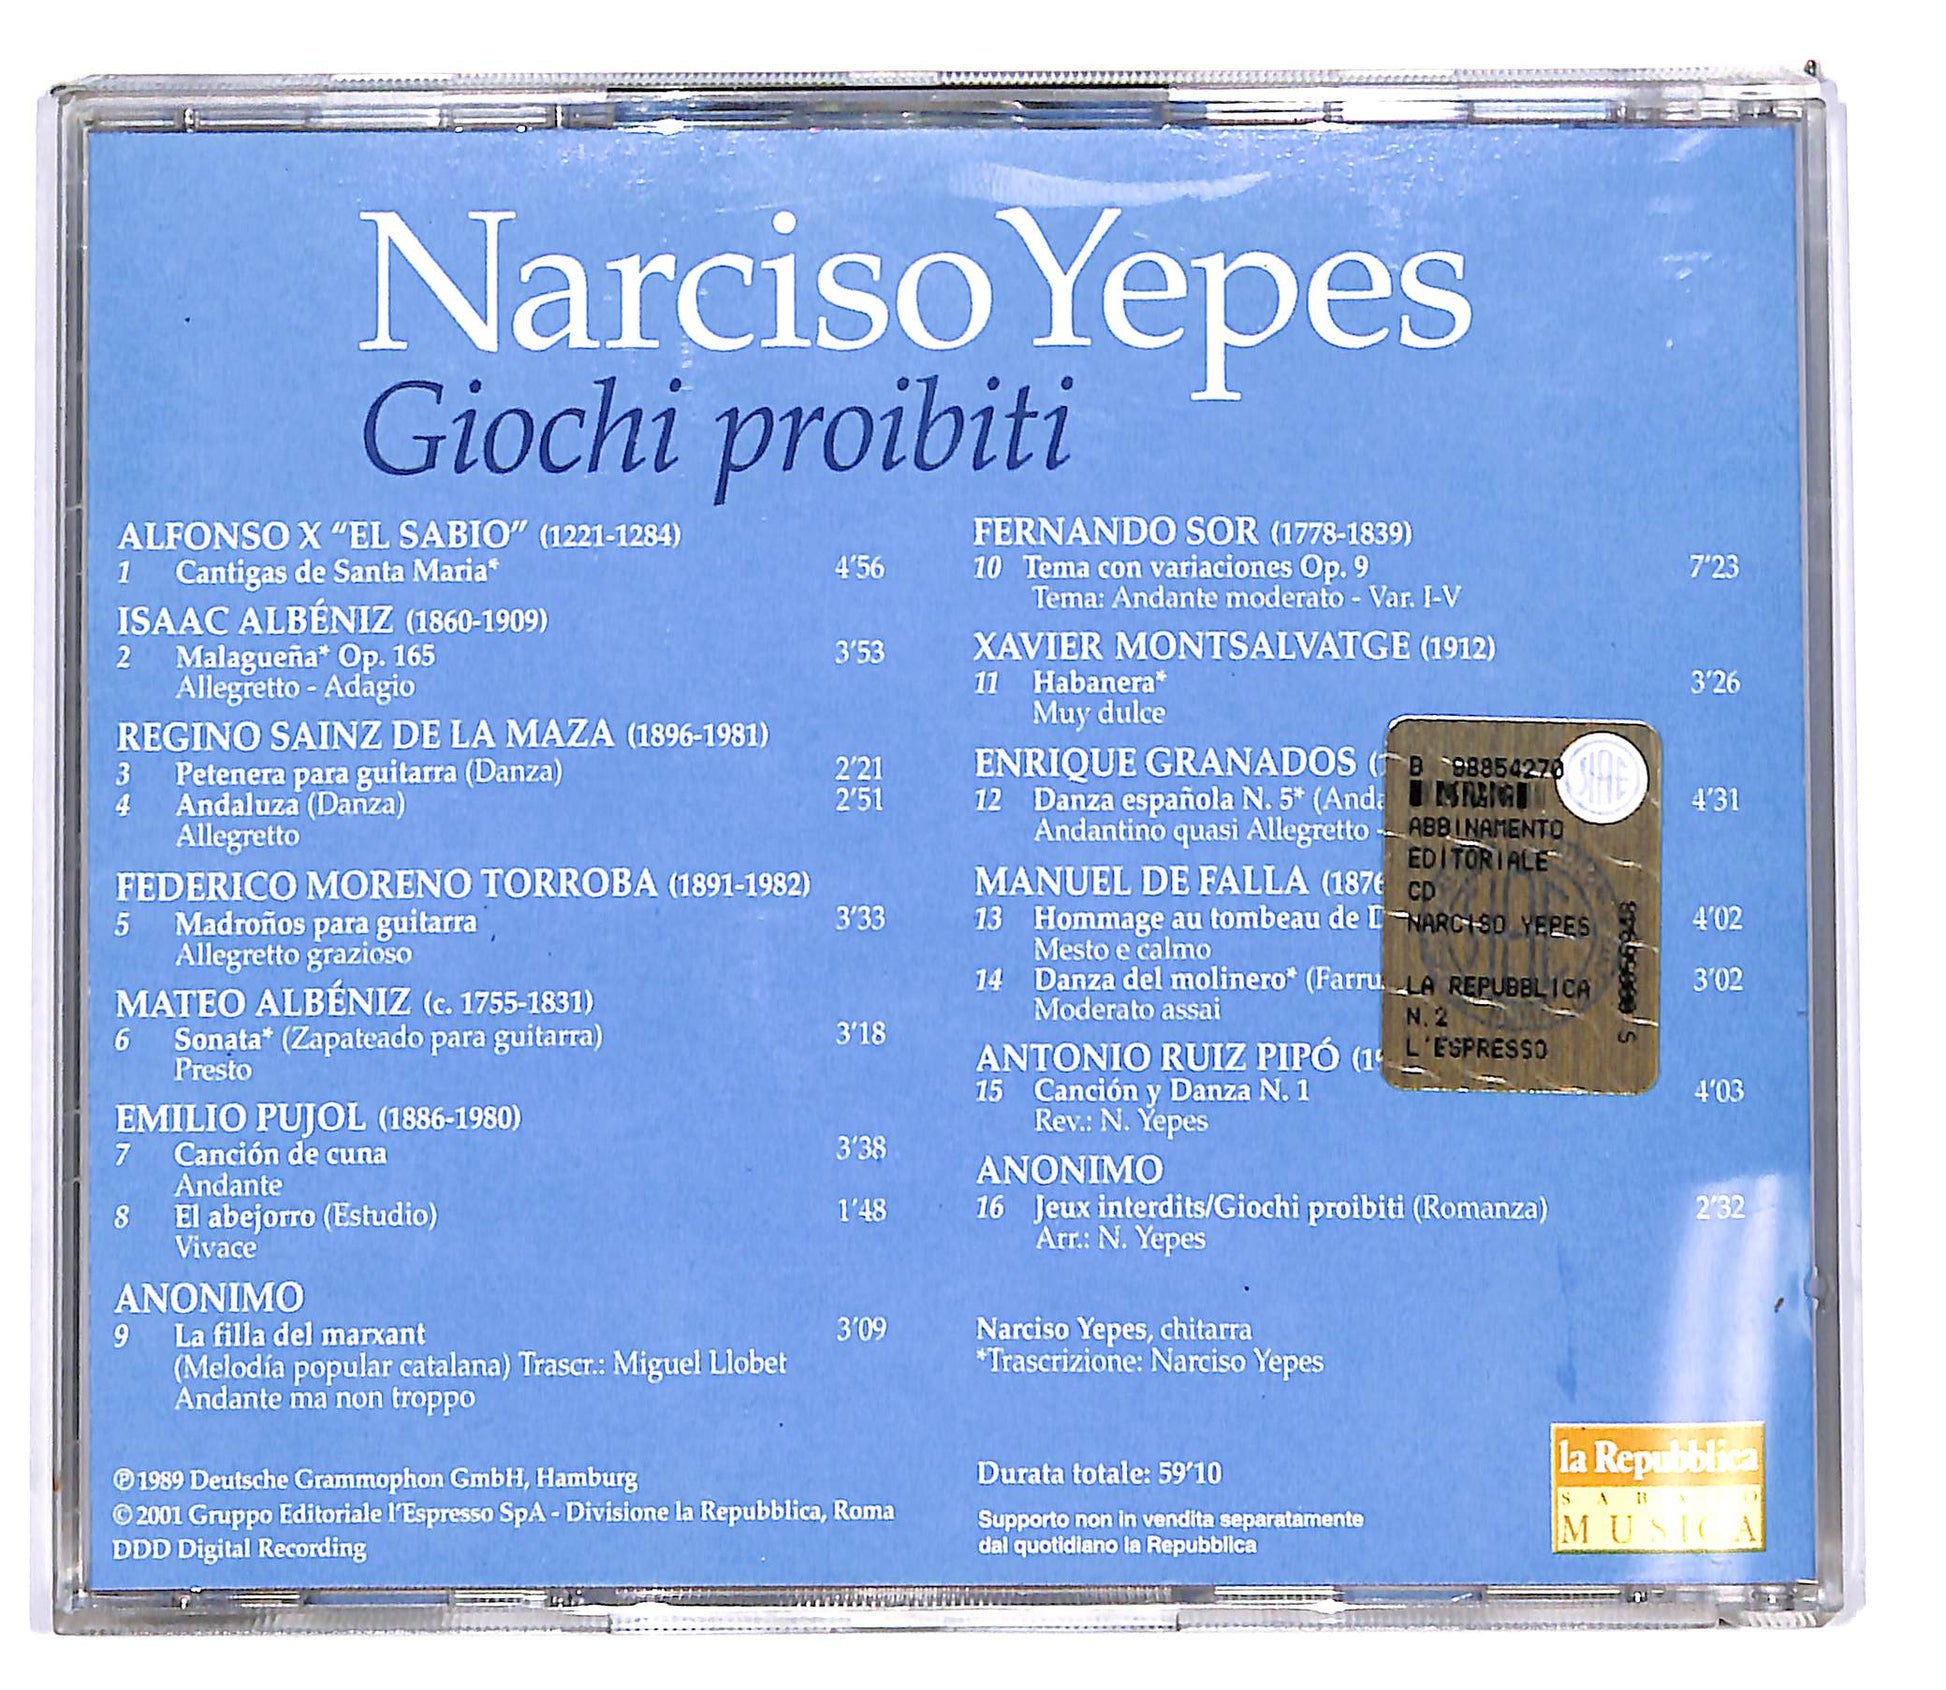 Narciso Yepes
Giochi proibiti
ALFONSO X “EL SABIO” (1221-1284)
1 Cantigas de Santa Maria* 4’56
ISAAC ALBÉNIZ (1860-1909)
2 Malagueña* Op. 165 3’53
Allegretto - Adagio
REGINO SAINZ DE LA MAZA (1896-1981)
3 Petenera para guitarra (Danza) 2’21
4 Andaluza (Danza) 2’51
Allegretto
FEDERICO MORENO TORROBA (1891-1982)
5 Madroños para guitarra 3’33
Allegretto grazioso
MATEO ALBÉNIZ (c. 1755-1831)
6 Sonata* (Zapateado para guitarra) 3’18
Presto
EMILIO PUJOL (1886-1980)
7 Canción de cuna 3’38
Andante
8 El abejorro (Estudio) 1’48
Vivace
ANONIMO
9 La filla del marxant 3’09
(Melodía popular catalana) Trascr.: Miguel Llobet
Andante ma non troppo
℗ 1989 Deutsche Grammophon GmbH, Hamburg
© 2001 Gruppo Editoriale l’Espresso SpA - Divisione la Repubblica, Roma
DDD Digital Recording
FERNANDO SOR (1778-1839)
10 Tema con variaciones Op. 9 7’23
Tema: Andante moderato - Var. I-V
XAVIER MONTSALVATGE (1912)
11 Habanera* 3’26
Muy dulce
ENRIQUE GRANADOS
12 Danza española N. 5* 4’31
Andantino quasi Allegretto -
MANUEL DE FALLA (1876
13 Hommage au tombeau de 4’02
Mesto e calmo
14 Danza del molinero* 3’02
Moderato assai
ANTONIO RUIZ PIPÓ
15 Canción y Danza N. 1 4’03
Rev.: N. Yepes
ANONIMO
16 Jeux interdits/Giochi proibiti (Romanza) 2’32
Arr.: N. Yepes
Narciso Yepes, chitarra
*Trascrizione: Narciso Yepes
Durata totale: 59’10
Supporto non in vendita separatamente
dal quotidiano la Repubblica
B 98854270
SIAE
ABBINAMENTO
EDITORIALE
CD
NARCISO YEPES
LA REPUBBLICA
N.2
L'ESPRESSO
la Repubblica
SABATO
MUSICA